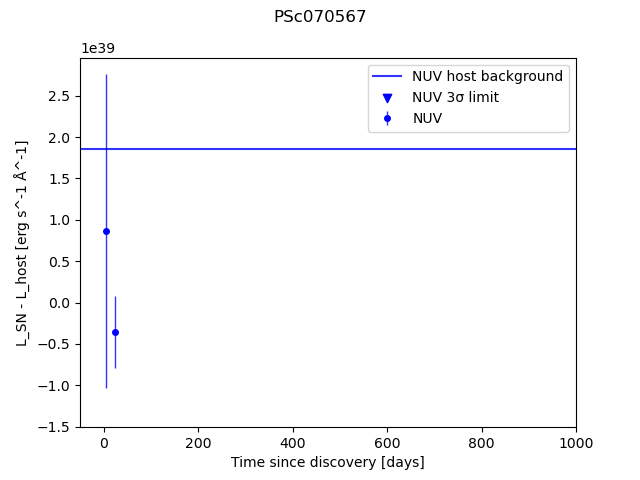 PSc070567
1e39
NUV host background
NUV 3σ limit
NUV
2.5
2.0
1.5
1.0
0.5
0.0
−0.5
−1.0
−1.5
L_SN - L_host [erg s^-1 Å^-1]
0 200 400 600 800 1000
Time since discovery [days]